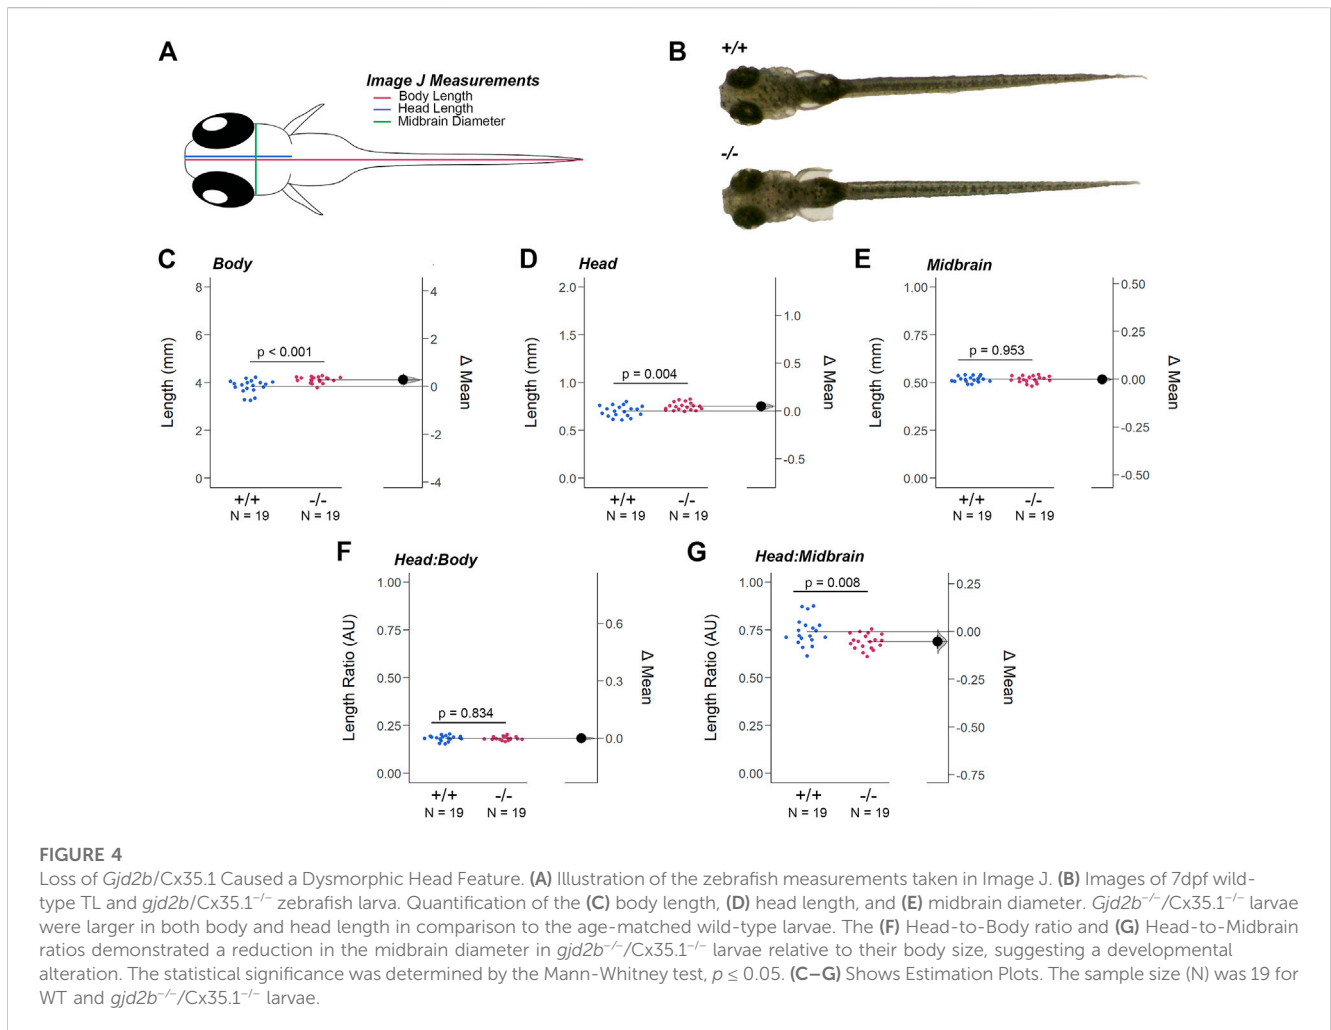 A
Image J Measurements
Body Length
Head Length
Midbrain Diameter
B
+/+
-/-
C
Body
Length (mm)
8
6
4
2
0
p < 0.001
4
2
0
-2
-4
Δ Mean
+/+
-/-
N = 19
N = 19
D
Head
Length (mm)
2.0
1.5
1.0
0.5
0.0
p = 0.004
1.0
0.5
0.0
-0.5
Δ Mean
+/+
-/-
N = 19
N = 19
E
Midbrain
Length (mm)
1.00
0.75
0.50
0.25
0.00
p = 0.953
0.50
0.25
0.00
-0.25
-0.50
Δ Mean
+/+
-/-
N = 19
N = 19
F
Head:Body
Length Ratio (AU)
1.00
0.75
0.50
0.25
0.00
p = 0.834
0.6
0.3
0.0
Δ Mean
+/+
-/-
N = 19
N = 19
G
Head:Midbrain
Length Ratio (AU)
1.00
0.75
0.50
0.25
0.00
p = 0.008
0.25
0.00
-0.25
-0.50
-0.75
Δ Mean
+/+
-/-
N = 19
N = 19
FIGURE 4
Loss of Gjd2b/Cx35.1 Caused a Dysmorphic Head Feature. (A) Illustration of the zebrafish measurements taken in Image J. (B) Images of 7dpf wild-
type TL and gjd2b/Cx35.1⁻/⁻ zebrafish larva. Quantification of the (C) body length, (D) head length, and (E) midbrain diameter. Gjd2b⁻/⁻/Cx35.1⁻/⁻ larvae
were larger in both body and head length in comparison to the age-matched wild-type larvae. The (F) Head-to-Body ratio and (G) Head-to-Midbrain
ratios demonstrated a reduction in the midbrain diameter in gjd2b⁻/⁻/Cx35.1⁻/⁻ larvae relative to their body size, suggesting a developmental
alteration. The statistical significance was determined by the Mann-Whitney test, p ≤ 0.05. (C–G) Shows Estimation Plots. The sample size (N) was 19 for
WT and gjd2b⁻/⁻/Cx35.1⁻/⁻ larvae.